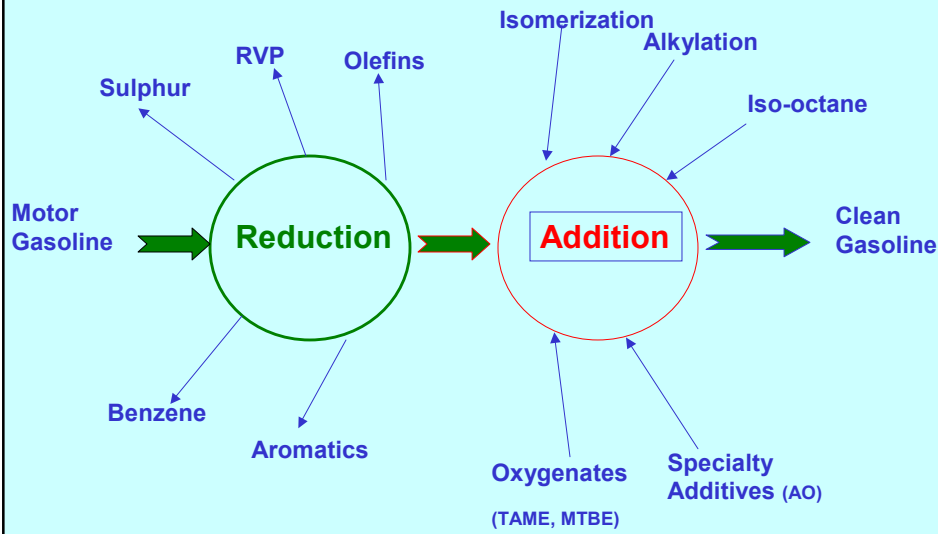 Isomerization
Alkylation
RVP
Olefins
Sulphur
Iso-octane
Motor
Gasoline
Reduction
Addition
Clean
Gasoline
Benzene
Aromatics
Oxygenates
(TAME, MTBE)
Specialty
Additives (AO)